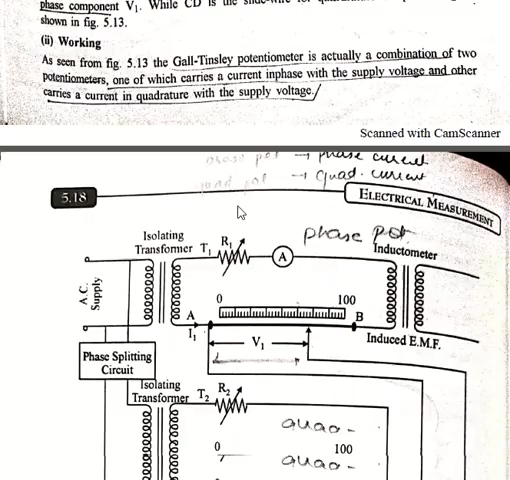 phase component V1. While CD is the slide-wire for
shown in fig. 5.13.
(ii) Working
As seen from fig. 5.13 the Gall-Tinsley potentiometer is actually a combination of two
potentiometers, one of which carries a current inphase with the supply voltage and other
carries a current in quadrature with the supply voltage.
Scanned with CamScanner
pot → phase current
quad pot → quad. current
5.18
ELECTRICAL MEASUREMENT
phase pot.
Isolating
Transformer T1
R1
A
Inductometer
A.C.
Supply
0 100
A B
I1
V1
Induced E.M.F.
Phase Splitting
Circuit
Isolating
Transformer T2
R2
quad-
0 100
quad-